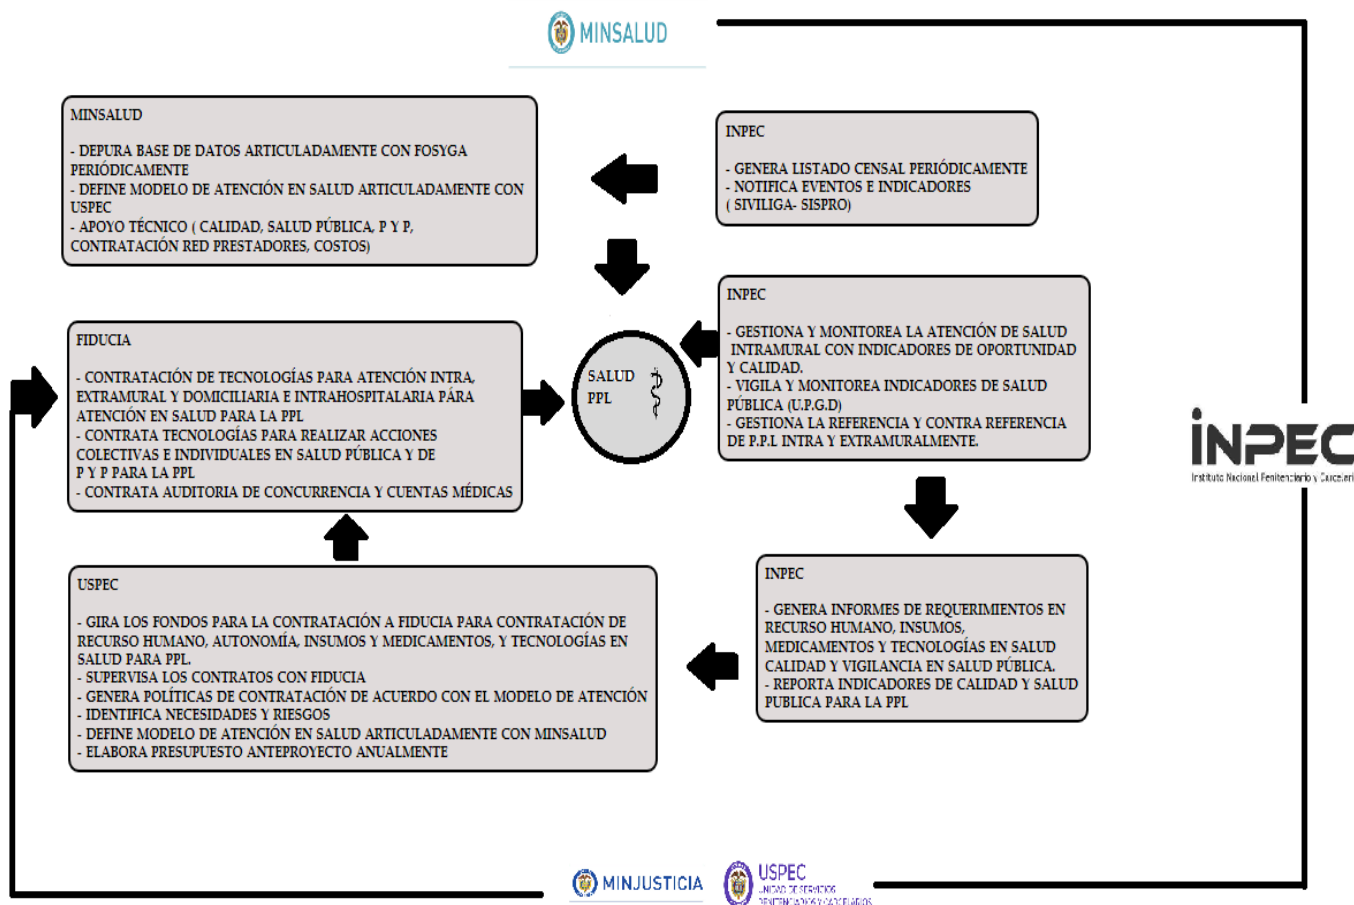 MINSALUD
MINSALUD
- DEPURA BASE DE DATOS ARTICULADAMENTE CON FOSYGA
PERIÓDICAMENTE
- DEFINE MODELO DE ATENCIÓN EN SALUD ARTICULADAMENTE CON
USPEC
- APOYO TÉCNICO ( CALIDAD, SALUD PÚBLICA, P Y P,
CONTRATACIÓN RED PRESTADORES, COSTOS)
INPEC
- GENERA LISTADO CENSAL PERIÓDICAMENTE
- NOTIFICA EVENTOS E INDICADORES
( SIVILIGA- SISPRO)
FIDUCIA
- CONTRATACIÓN DE TECNOLOGÍAS PARA ATENCIÓN INTRA,
EXTRAMURAL Y DOMICILIARIA E INTRAHOSPITALARIA PÁRA
ATENCIÓN EN SALUD PARA LA PPL
- CONTRATA TECNOLOGÍAS PARA REALIZAR ACCIONES
COLECTIVAS E INDIVIDUALES EN SALUD PÚBLICA Y DE
P Y P PARA LA PPL
- CONTRATA AUDITORIA DE CONCURRENCIA Y CUENTAS MÉDICAS
SALUD
PPL
INPEC
- GESTIONA Y MONITOREA LA ATENCIÓN DE SALUD
INTRAMURAL CON INDICADORES DE OPORTUNIDAD
Y CALIDAD.
- VIGILA Y MONITOREA INDICADORES DE SALUD
PÚBLICA (U.P.G.D)
- GESTIONA LA REFERENCIA Y CONTRA REFERENCIA
DE P.P.L INTRA Y EXTRAMURALMENTE.
INPEC
Instituto Nacional Penitenciario y Carcelari
USPEC
- GIRA LOS FONDOS PARA LA CONTRATACIÓN A FIDUCIA PARA CONTRATACIÓN DE
RECURSO HUMANO, AUTONOMÍA, INSUMOS Y MEDICAMENTOS, Y TECNOLOGÍAS EN
SALUD PARA PPL.
- SUPERVISA LOS CONTRATOS CON FIDUCIA
- GENERA POLÍTICAS DE CONTRATACIÓN DE ACUERDO CON EL MODELO DE ATENCIÓN
- IDENTIFICA NECESIDADES Y RIESGOS
- DEFINE MODELO DE ATENCIÓN EN SALUD ARTICULADAMENTE CON MINSALUD
- ELABORA PRESUPUESTO ANTEPROYECTO ANUALMENTE
INPEC
- GENERA INFORMES DE REQUERIMIENTOS EN
RECURSO HUMANO, INSUMOS,
MEDICAMENTOS Y TECNOLOGÍAS EN SALUD
CALIDAD Y VIGILANCIA EN SALUD PÚBLICA.
- REPORTA INDICADORES DE CALIDAD Y SALUD
PUBLICA PARA LA PPL
MINJUSTICIA
USPEC
UNIDAD DE SERVICIOS
PENITENCIARIOS Y CARCELARIOS